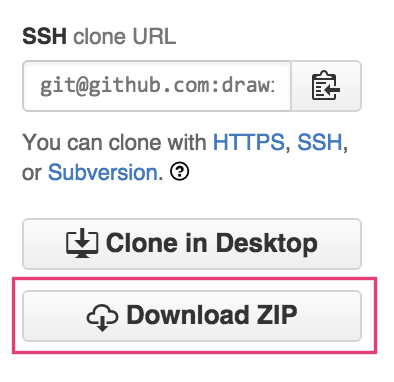 SSH clone URL
git@github.com:draw
You can clone with HTTPS, SSH,
or Subversion.
Clone in Desktop
Download ZIP